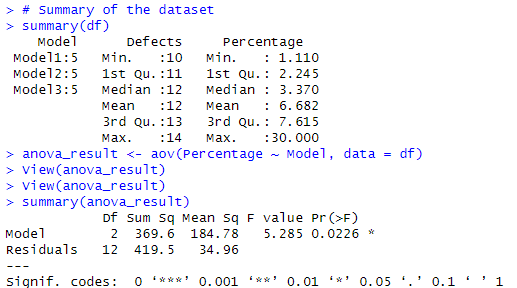 > # Summary of the dataset
> summary(df)
    Model      Defects     Percentage
 Model1:5   Min.   :10   Min.   : 1.110
 Model2:5   1st Qu.:11   1st Qu.: 2.245
 Model3:5   Median :12   Median : 3.370
            Mean   :12   Mean   : 6.682
            3rd Qu.:13   3rd Qu.: 7.615
            Max.   :14   Max.   :30.000
> anova_result <- aov(Percentage ~ Model, data = df)
> View(anova_result)
> View(anova_result)
> summary(anova_result)
            Df Sum Sq Mean Sq F value Pr(>F)
Model        2  369.6  184.78   5.285 0.0226 *
Residuals   12  419.5   34.96
---
Signif. codes:  0 ‘***’ 0.001 ‘**’ 0.01 ‘*’ 0.05 ‘.’ 0.1 ‘ ’ 1